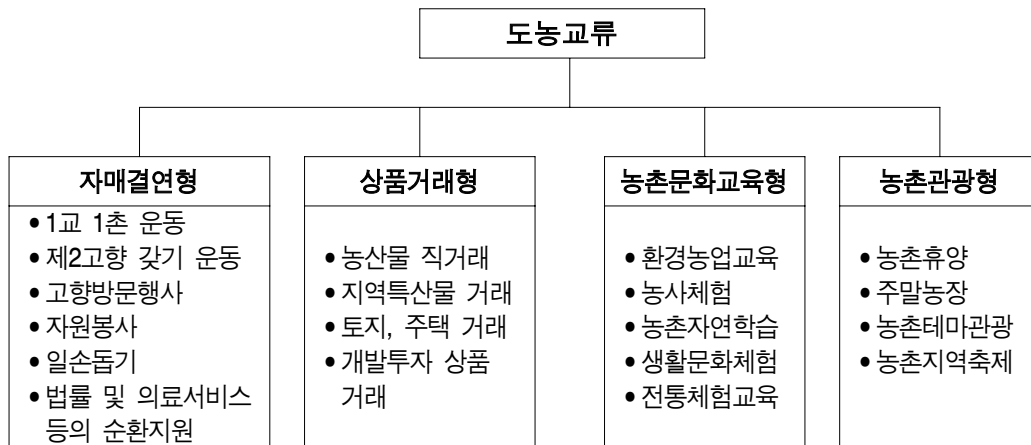 도농교류
자매결연형
• 1교 1촌 운동
• 제2고향 갖기 운동
• 고향방문행사
• 자원봉사
• 일손돕기
• 법률 및 의료서비스
등의 순환지원
상품거래형
• 농산물 직거래
• 지역특산물 거래
• 토지, 주택 거래
• 개발투자 상품
거래
농촌문화교육형
• 환경농업교육
• 농사체험
• 농촌자연학습
• 생활문화체험
• 전통체험교육
농촌관광형
• 농촌휴양
• 주말농장
• 농촌테마관광
• 농촌지역축제